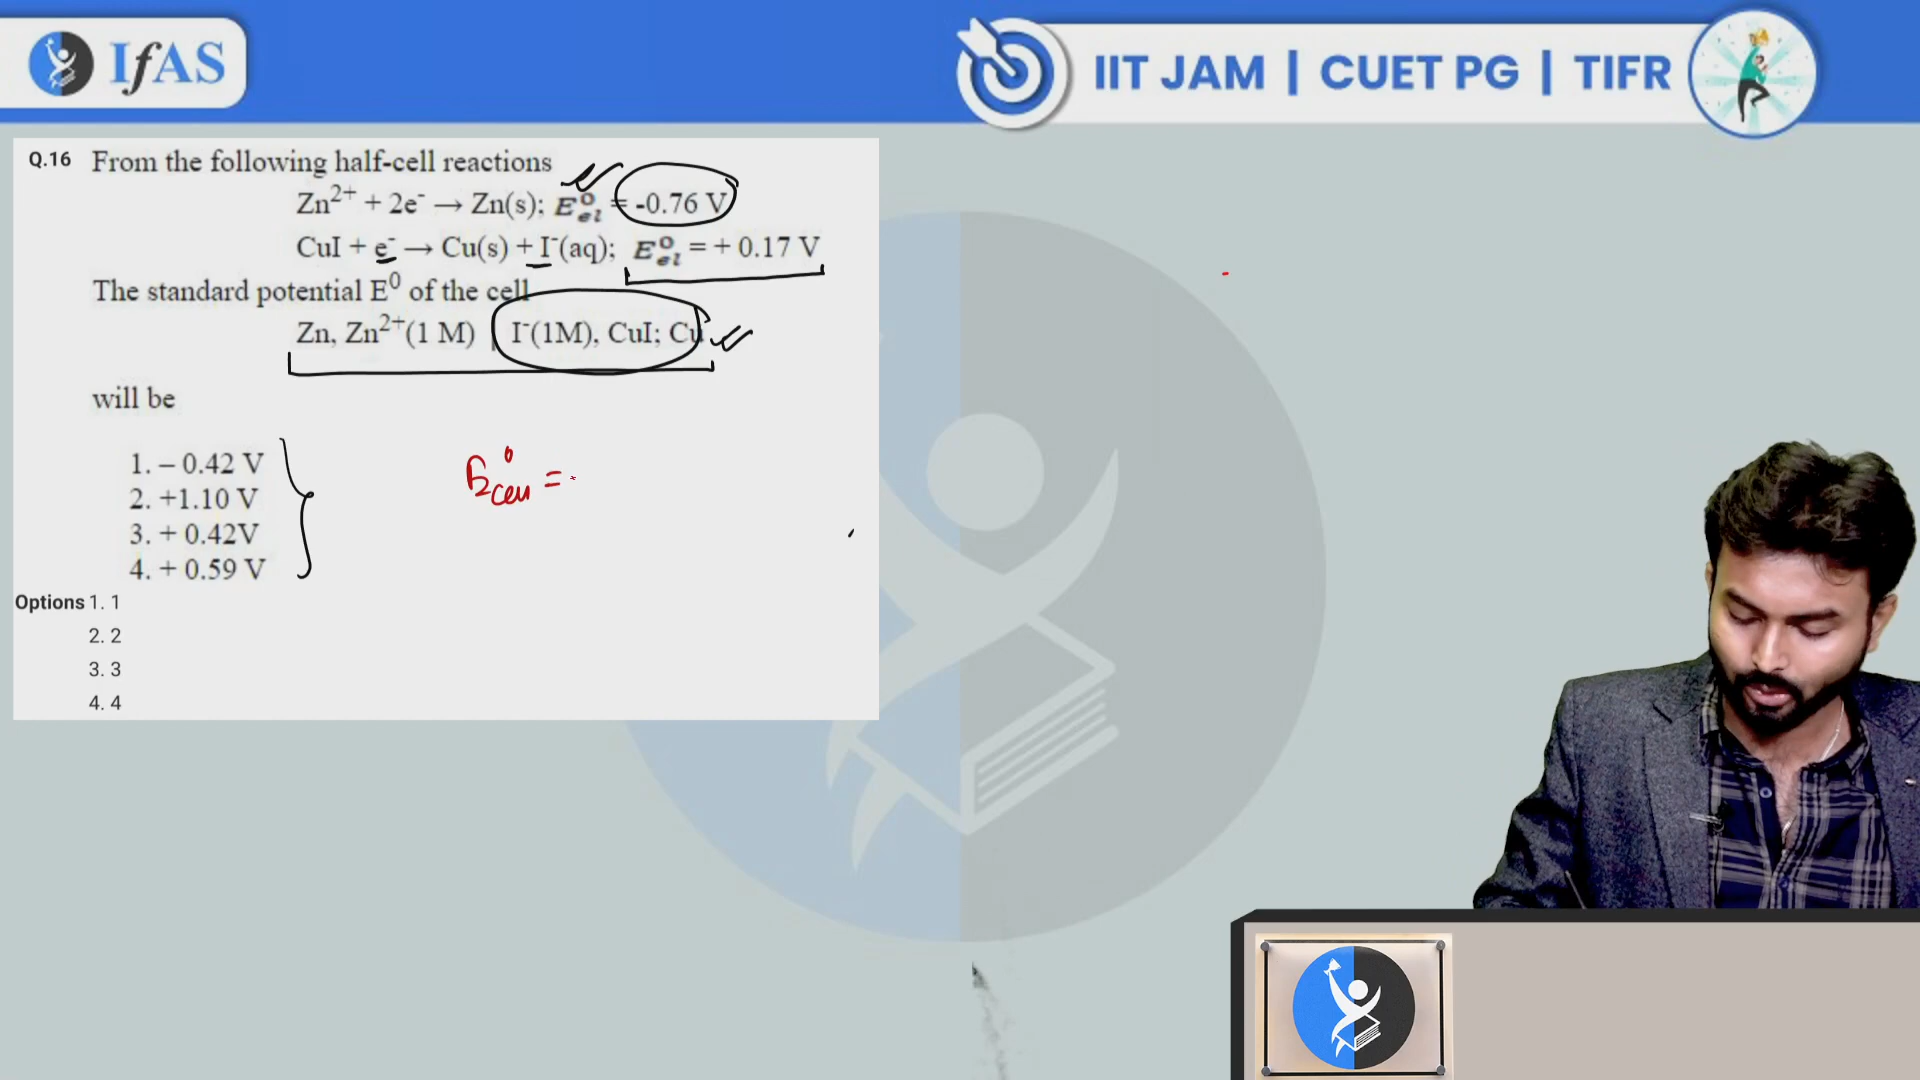 IfAS
IIT JAM | CUET PG | TIFR
Q.16 From the following half-cell reactions
Zn²⁺ + 2e⁻ → Zn(s); E⁰el = -0.76 V
CuI + e⁻ → Cu(s) + I⁻(aq); E⁰el = + 0.17 V
The standard potential E⁰ of the cell
Zn, Zn²⁺(1 M) | I⁻(1M), CuI; Cu
will be
1. – 0.42 V
2. +1.10 V
3. + 0.42V
4. + 0.59 V
E⁰cell =
Options 1. 1
2. 2
3. 3
4. 4